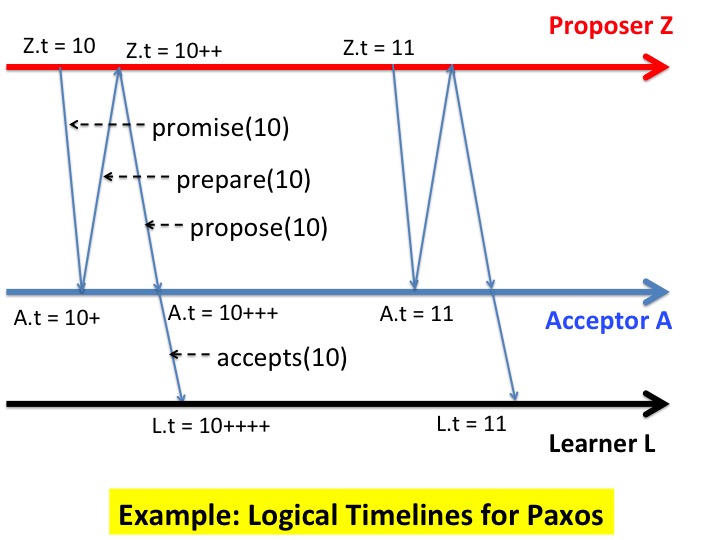 Proposer Z
Z.t = 10
Z.t = 10++
Z.t = 11
promise(10)
prepare(10)
propose(10)
A.t = 10+
A.t = 10+++
A.t = 11
Acceptor A
accepts(10)
L.t = 10++++
L.t = 11
Learner L
Example: Logical Timelines for Paxos